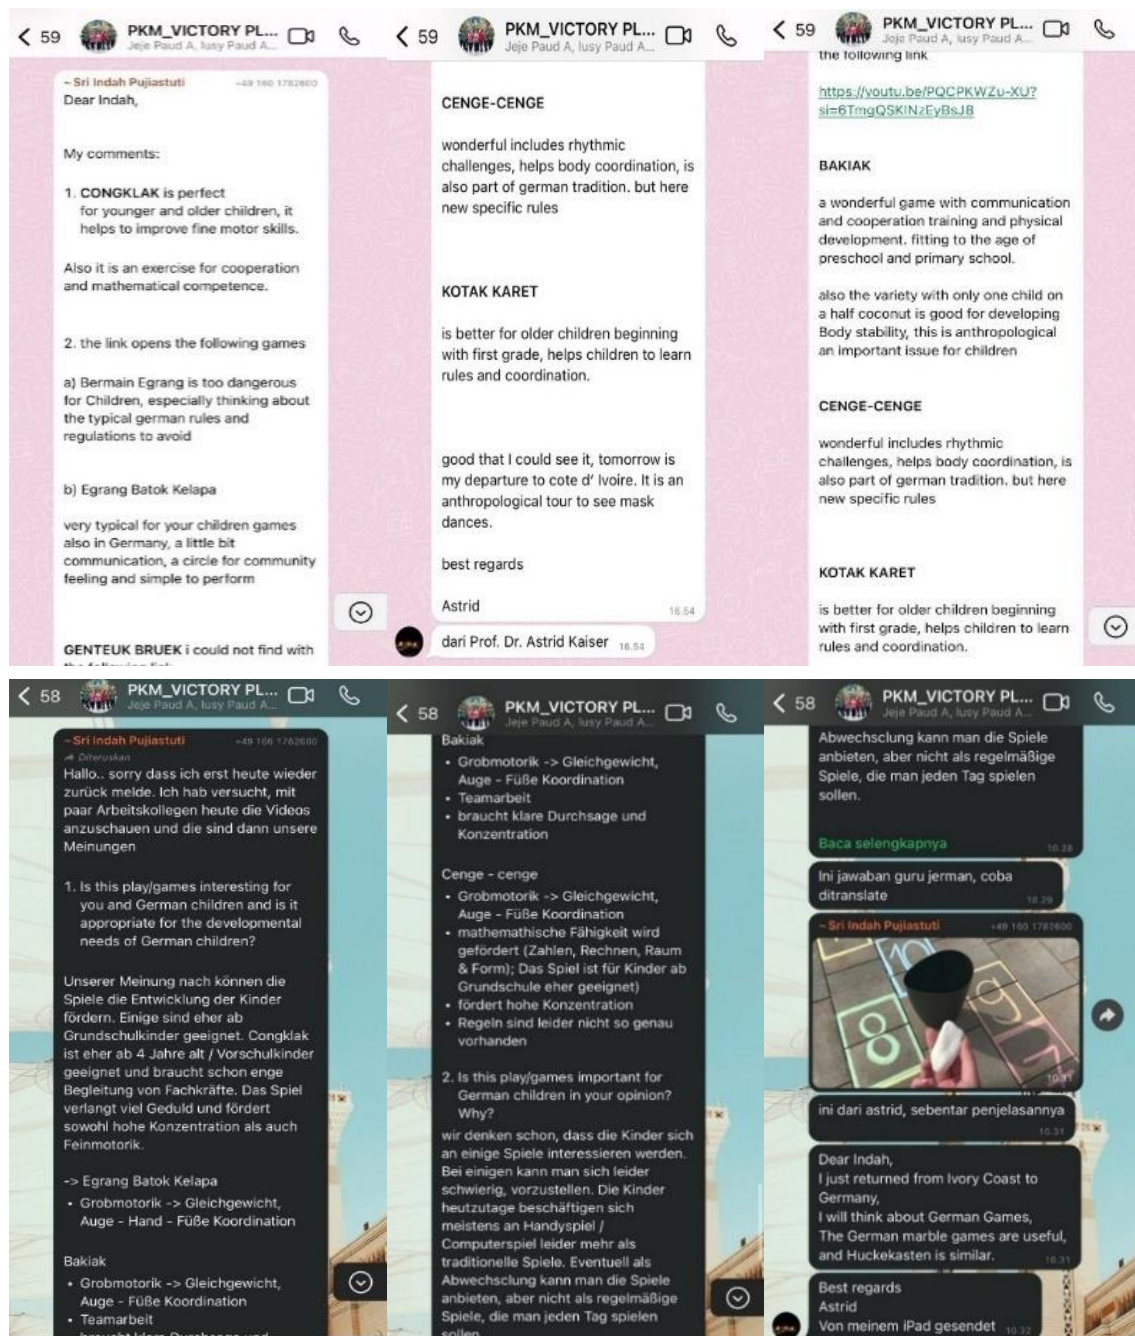 59
PKM_VICTORY PL...
Jeje Paud A, Iusy Paud A...
~ Sri Indah Pujiastuti
Dear Indah,
My comments:
1. CONGKLAK is perfect
for younger and older children, it
helps to improve fine motor skills.
Also it is an exercise for cooperation
and mathematical competence.
2. the link opens the following games
a) Bermain Egrang is too dangerous
for Children, especially thinking about
the typical german rules and
regulations to avoid
b) Egrang Batok Kelapa
very typical for your children games
also in Germany, a little bit
communication, a circle for community
feeling and simple to perform
GENTEUK BRUEK i could not find with
the following link
59
PKM_VICTORY PL...
Jeje Paud A, Iusy Paud A...
CENGE-CENGE
wonderful includes rhythmic
challenges, helps body coordination, is
also part of german tradition. but here
new specific rules
KOTAK KARET
is better for older children beginning
with first grade, helps children to learn
rules and coordination.
good that I could see it, tomorrow is
my departure to cote d' Ivoire. It is an
anthropological tour to see mask
dances.
best regards
Astrid
16.54
dari Prof. Dr. Astrid Kaiser 16.54
59
PKM_VICTORY PL...
Jeje Paud A, Iusy Paud A...
the following link
https://youtu.be/PQCPKWZu-XU?
si=6TmgQSKlNzEyBsJ8
BAKIAK
a wonderful game with communication
and cooperation training and physical
development. fitting to the age of
preschool and primary school.
also the variety with only one child on
a half coconut is good for developing
Body stability, this is anthropological
an important issue for children
CENGE-CENGE
wonderful includes rhythmic
challenges, helps body coordination, is
also part of german tradition. but here
new specific rules
KOTAK KARET
is better for older children beginning
with first grade, helps children to learn
rules and coordination.
58
PKM_VICTORY PL...
Jeje Paud A, Iusy Paud A...
~ Sri Indah Pujiastuti
Diteruskan
Hallo.. sorry dass ich erst heute wieder
zurück melde. Ich hab versucht, mit
paar Arbeitskollegen heute die Videos
anzuschauen und die sind dann unsere
Meinungen
1. Is this play/games interesting for
you and German children and is it
appropriate for the developmental
needs of German children?
Unserer Meinung nach können die
Spiele die Entwicklung der Kinder
fördern. Einige sind eher ab
Grundschulkinder geeignet. Congklak
ist eher ab 4 Jahre alt / Vorschulkinder
geeignet und braucht schon enge
Begleitung von Fachkräfte. Das Spiel
verlangt viel Geduld und fördert
sowohl hohe Konzentration als auch
Feinmotorik.
-> Egrang Batok Kelapa
• Grobmotorik -> Gleichgewicht,
Auge - Hand - Füße Koordination
Bakiak
• Grobmotorik -> Gleichgewicht,
Auge - Füße Koordination
• Teamarbeit
58
PKM_VICTORY PL...
Jeje Paud A, Iusy Paud A...
Bakiak
• Grobmotorik -> Gleichgewicht,
Auge - Füße Koordination
• Teamarbeit
• braucht klare Durchsage und
Konzentration
Cenge - cenge
• Grobmotorik -> Gleichgewicht,
Auge - Füße Koordination
• mathemathische Fähigkeit wird
gefördert (Zahlen, Rechnen, Raum
& Form); Das Spiel ist für Kinder ab
Grundschule eher geeignet)
• fördert hohe Konzentration
• Regeln sind leider nicht so genau
vorhanden
2. Is this play/games important for
German children in your opinion?
Why?
wir denken schon, dass die Kinder sich
an einige Spiele interessieren werden.
Bei einigen kann man sich leider
schwierig, vorzustellen. Die Kinder
heutzutage beschäftigen sich
meistens an Handyspiel /
Computerspiel leider mehr als
traditionelle Spiele. Eventuell als
Abwechsclung kann man die Spiele
anbieten, aber nicht als regelmäßige
Spiele, die man jeden Tag spielen
sollen.
58
PKM_VICTORY PL...
Jeje Paud A, Iusy Paud A...
Abwechsclung kann man die Spiele
anbieten, aber nicht als regelmäßige
Spiele, die man jeden Tag spielen
sollen.
Baca selengkapnya 10.28
Ini jawaban guru jerman, coba
ditranslate 10.29
~ Sri Indah Pujiastuti
10
8
9
10.31
ini dari astrid, sebentar penjelasannya
10.31
Dear Indah,
I just returned from Ivory Coast to
Germany,
I will think about German Games,
The German marble games are useful,
and Huckekasten is similar. 10.31
Best regards
Astrid
Von meinem iPad gesendet 10.32